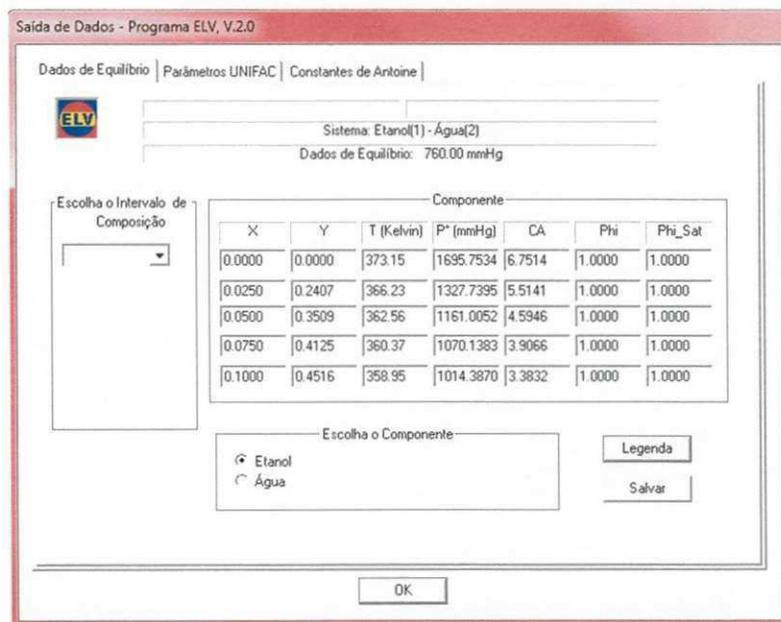 Saída de Dados - Programa ELV, V.2.0
Dados de Equilíbrio Parâmetros UNIFAC Constantes de Antoine
ELV
Sistema: Etanol(1) - Água(2)
Dados de Equilíbrio: 760.00 mmHg
Escolha o Intervalo de
Composição
Componente
X Y T (Kelvin) P* (mmHg) CA Phi Phi_Sat
0.0000 0.0000 373.15 1695.7534 6.7514 1.0000 1.0000
0.0250 0.2407 366.23 1327.7395 5.5141 1.0000 1.0000
0.0500 0.3509 362.56 1161.0052 4.5946 1.0000 1.0000
0.0750 0.4125 360.37 1070.1383 3.9066 1.0000 1.0000
0.1000 0.4516 358.95 1014.3870 3.3832 1.0000 1.0000
Escolha o Componente
Etanol
Água
Legenda
Salvar
OK